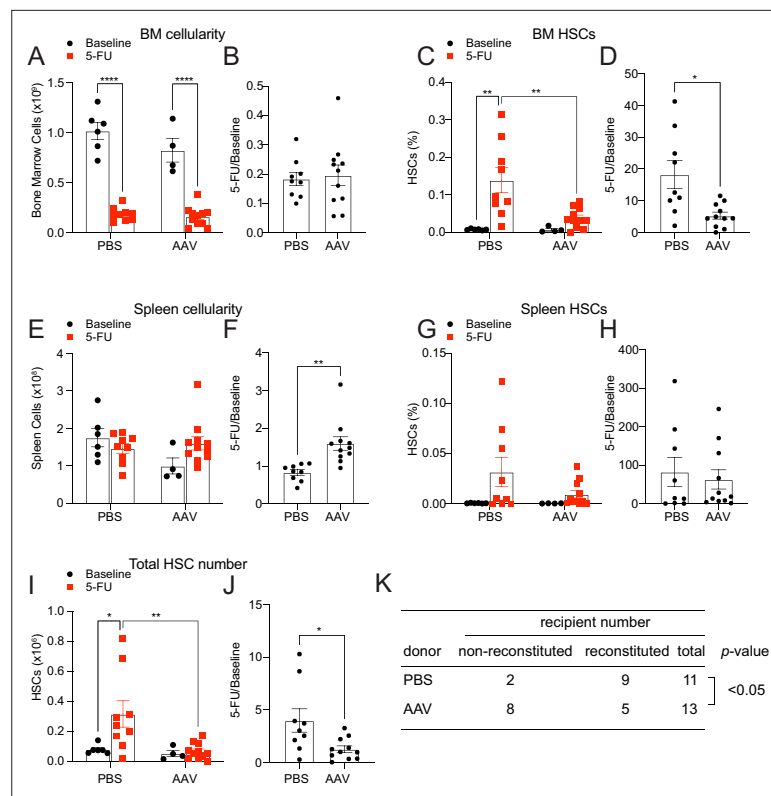 BM cellularity
BM HSCs
A
Baseline
5-FU
Bone Marrow Cells (x10⁹)
1.5
1.0
0.5
0.0
****
****
PBS
AAV
B
5-FU/Baseline
0.5
0.4
0.3
0.2
0.1
0.0
PBS
AAV
C
Baseline
5-FU
HSCs (%)
0.4
0.3
0.2
0.1
0.0
**
**
PBS
AAV
D
5-FU/Baseline
50
40
30
20
10
0
*
PBS
AAV
Spleen cellularity
Spleen HSCs
E
Baseline
5-FU
Spleen Cells (x10⁸)
4
3
2
1
0
PBS
AAV
F
5-FU/Baseline
4
3
2
1
0
**
PBS
AAV
G
Baseline
5-FU
HSCs (%)
0.15
0.10
0.05
0.00
PBS
AAV
H
5-FU/Baseline
400
300
200
100
0
PBS
AAV
Total HSC number
I
Baseline
5-FU
HSCs (x10⁶)
1.0
0.8
0.6
0.4
0.2
0.0
*
**
PBS
AAV
J
5-FU/Baseline
15
10
5
0
*
PBS
AAV
K
recipient number
donor non-reconstituted reconstituted total p-value
PBS 2 9 11
<0.05
AAV 8 5 13